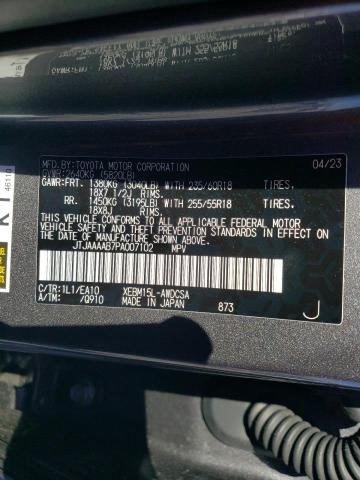 MFD.BY:TOYOTA MOTOR CORPORATION 04/23
GVWR:2640KG (5820LB)
GAWR:FRT. 1380KG (3040LB) WITH 235/60R18 TIRES,
18X7 1/2J RIMS.
RR. 1450KG (3195LB) WITH 255/55R18 TIRES,
18X8J RIMS.
THIS VEHICLE CONFORMS TO ALL APPLICABLE FEDERAL MOTOR
VEHICLE SAFETY AND THEFT PREVENTION STANDARDS IN EFFECT
ON THE DATE OF MANUFACTURE SHOWN ABOVE.
JTJAAAAB7PA007102 MPV
C/TR:1L1/EA10 XEBM15L-AWDCSA
A/TM: /Q910 MADE IN JAPAN 873
J
46110